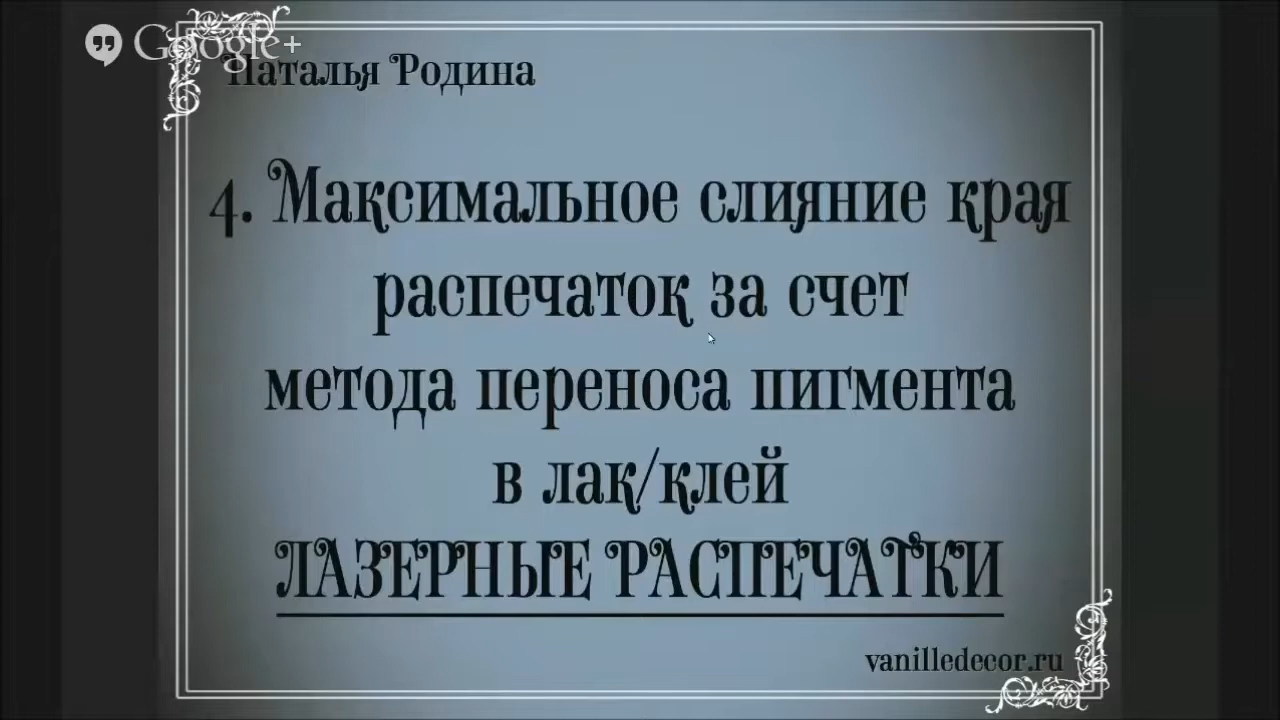 Google+
Наталья Родина
4. Максимальное слияние края
распечаток за счет
метода переноса пигмента
в лак/клей
ЛАЗЕРНЫЕ РАСПЕЧАТКИ
vanilledecor.ru